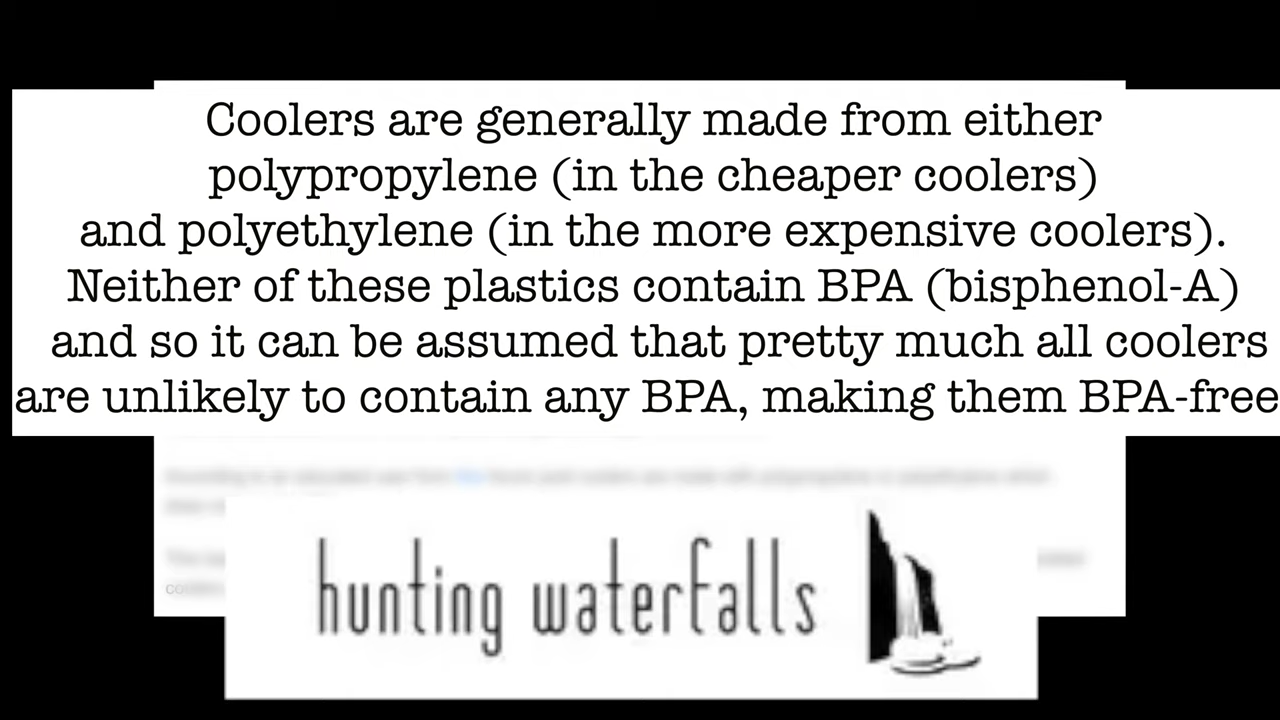 Coolers are generally made from either
polypropylene (in the cheaper coolers)
and polyethylene (in the more expensive coolers).
Neither of these plastics contain BPA (bisphenol-A)
and so it can be assumed that pretty much all coolers
are unlikely to contain any BPA, making them BPA-free
hunting waterfalls